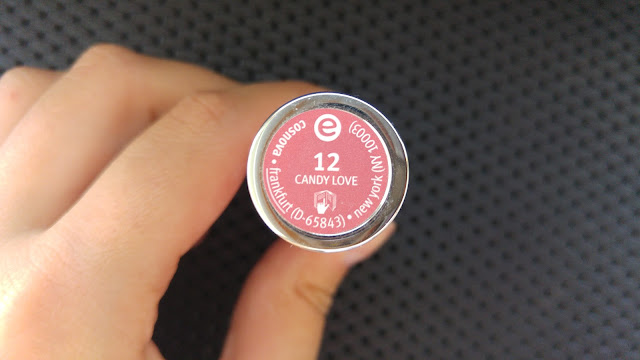 e
12
CANDY LOVE
cosnova • frankfurt (D-65843) • new york (NY 10003)